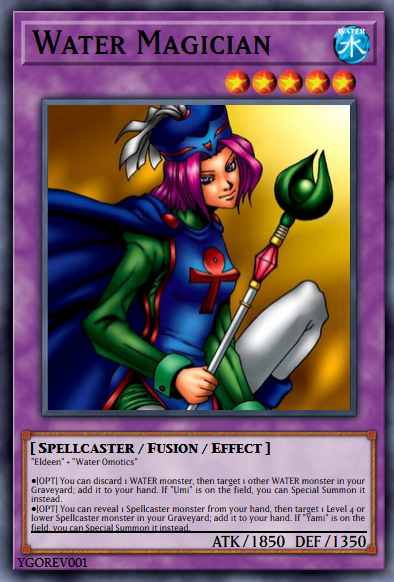 WATER MAGICIAN
WATER
水
[ SPELLCASTER / FUSION / EFFECT ]
"Eldeen" + "Water Omotics"
●[OPT] You can discard 1 WATER monster, then target 1 other WATER monster in your
Graveyard; add it to your hand. If "Umi" is on the field, you can Special Summon it
instead.
●[OPT] You can reveal 1 Spellcaster monster from your hand, then target 1 Level 4 or
lower Spellcaster monster in your Graveyard; add it to your hand. If "Yami" is on the
field, you can Special Summon it instead.
ATK / 1850 DEF / 1350
YGOREV001